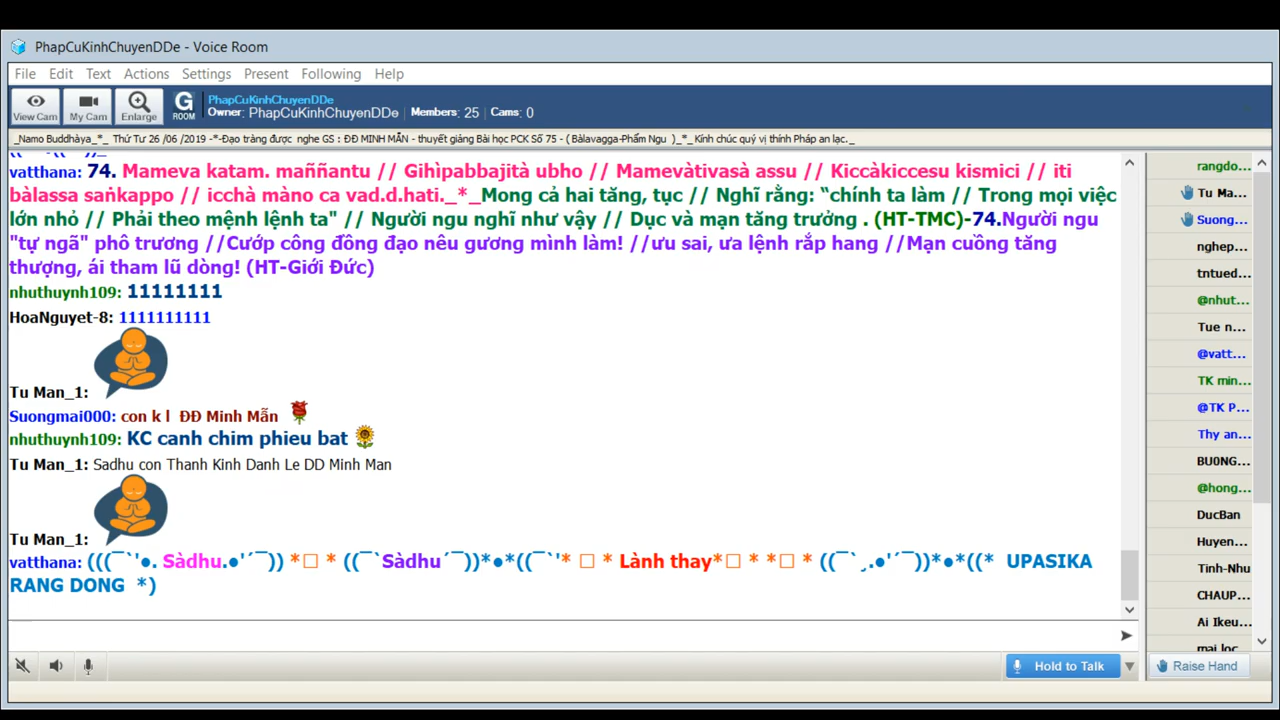 PhapCuKinhChuyenDDe - Voice Room
File Edit Text Actions Settings Present Following Help
View Cam My Cam Enlarge G ROOM PhapCuKinhChuyenDDe
Owner: PhapCuKinhChuyenDDe Members: 25 Cams: 0
_Namo Buddhàya_*_ Thứ Tư 26 /06 /2019 -*-Đạo tràng được nghe GS : ĐĐ MINH MẪN - thuyết giảng Bài học PCK Số 75 - ( Bàlavagga-Phẩm Ngu )_*_Kính chúc quý vị thính Pháp an lạc._
vatthana: 74. Mameva katam. maññantu // Gihìpabbajità ubho // Mamevàtivasà assu // Kiccàkiccesu kismici // iti
bàlassa saṅkappo // icchà màno ca vad.d.hati._*_Mong cả hai tăng, tục // Nghĩ rằng: “chính ta làm // Trong mọi việc
lớn nhỏ // Phải theo mệnh lệnh ta" // Người ngu nghĩ như vậy // Dục và mạn tăng trưởng . (HT-TMC)-74.Người ngu
"tự ngã" phô trương //Cướp công đồng đạo nêu gương mình làm! //ưu sai, ưa lệnh rắp hang //Mạn cuồng tăng
thượng, ái tham lũ dòng! (HT-Giới Đức)
nhuthuynh109: 11111111
HoaNguyet-8: 1111111111
Tu Man_1:
Suongmai000: con k l ĐĐ Minh Mẫn
nhuthuynh109: KC canh chim phieu bat
Tu Man_1: Sadhu con Thanh Kinh Danh Le DD Minh Man
Tu Man_1:
vatthana: (((¯`'●. Sàdhu.●'´¯)) *□ * ((¯`Sàdhu´¯))*●*((¯`'* □ * Lành thay*□ * *□ * ((¯`¸.●'´¯))*●*((* UPASIKA
RANG DONG *)
rangdo...
Tu Ma...
Suong...
nghep...
tntued...
@nhut...
Tue n...
@vatt...
TK min...
@TK P...
Thy an...
BU0NG...
@hong...
DucBan
Huyen...
Tinh-Nhu
CHAUP...
Ai Ikeu...
mai loc
Hold to Talk Raise Hand